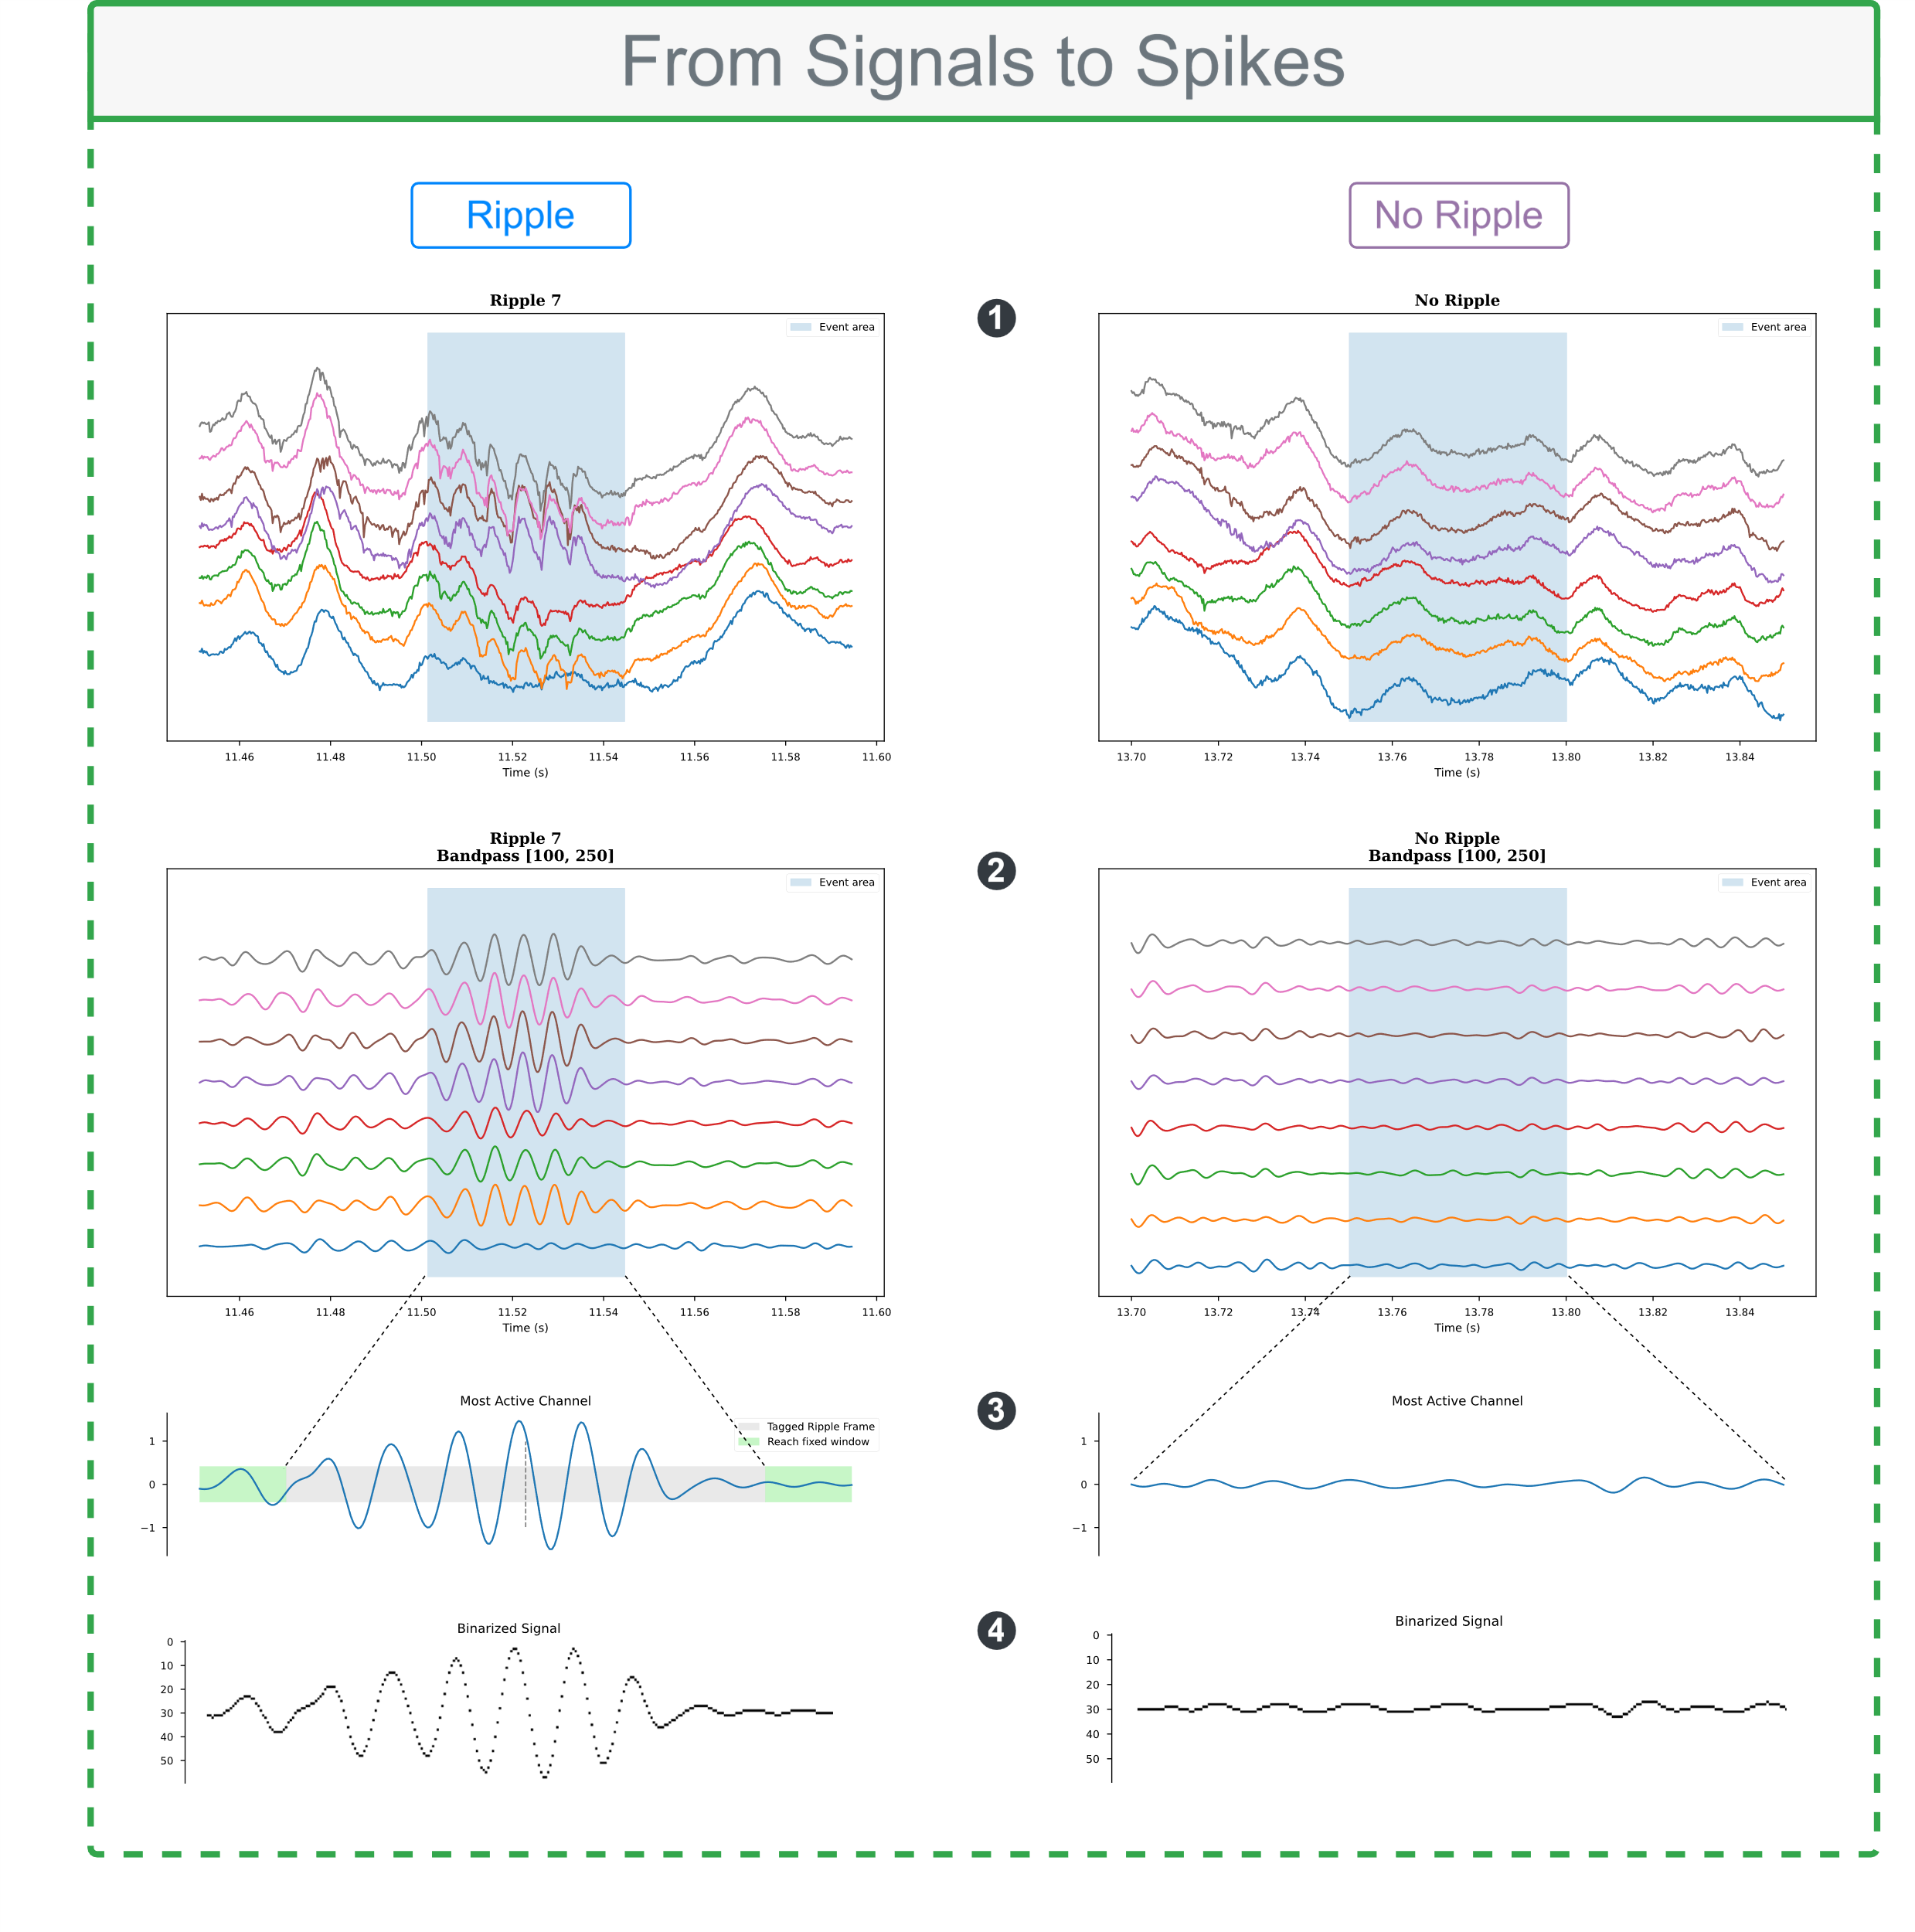 From Signals to Spikes
Ripple
No Ripple
Ripple 7
Event area
11.46 11.48 11.50 11.52 11.54 11.56 11.58 11.60
Time (s)
1
No Ripple
Event area
13.70 13.72 13.74 13.76 13.78 13.80 13.82 13.84
Time (s)
Ripple 7
Bandpass [100, 250]
Event area
11.46 11.48 11.50 11.52 11.54 11.56 11.58 11.60
Time (s)
2
No Ripple
Bandpass [100, 250]
Event area
13.70 13.72 13.74 13.76 13.78 13.80 13.82 13.84
Time (s)
Most Active Channel
Tagged Ripple Frame
Reach fixed window
1
0
−1
3
Most Active Channel
1
0
−1
Binarized Signal
0
10
20
30
40
50
4
Binarized Signal
0
10
20
30
40
50